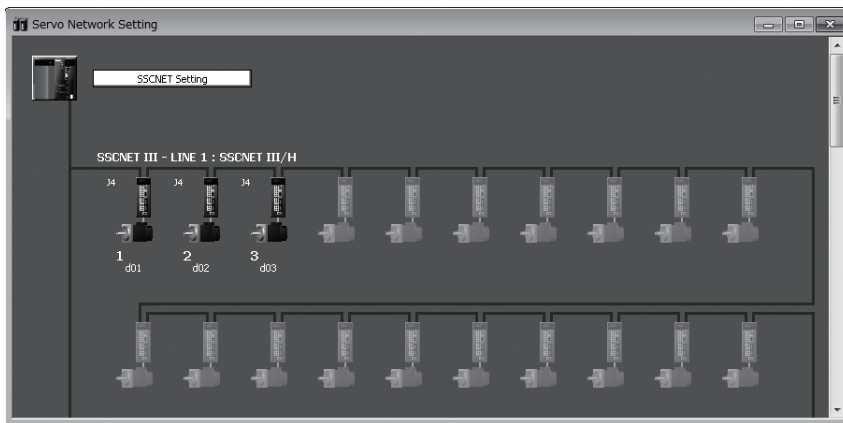 Servo Network Setting
SSCNET Setting
SSCNET III - LINE 1 : SSCNET III/H
J4 J4 J4
1 2 3
d01 d02 d03